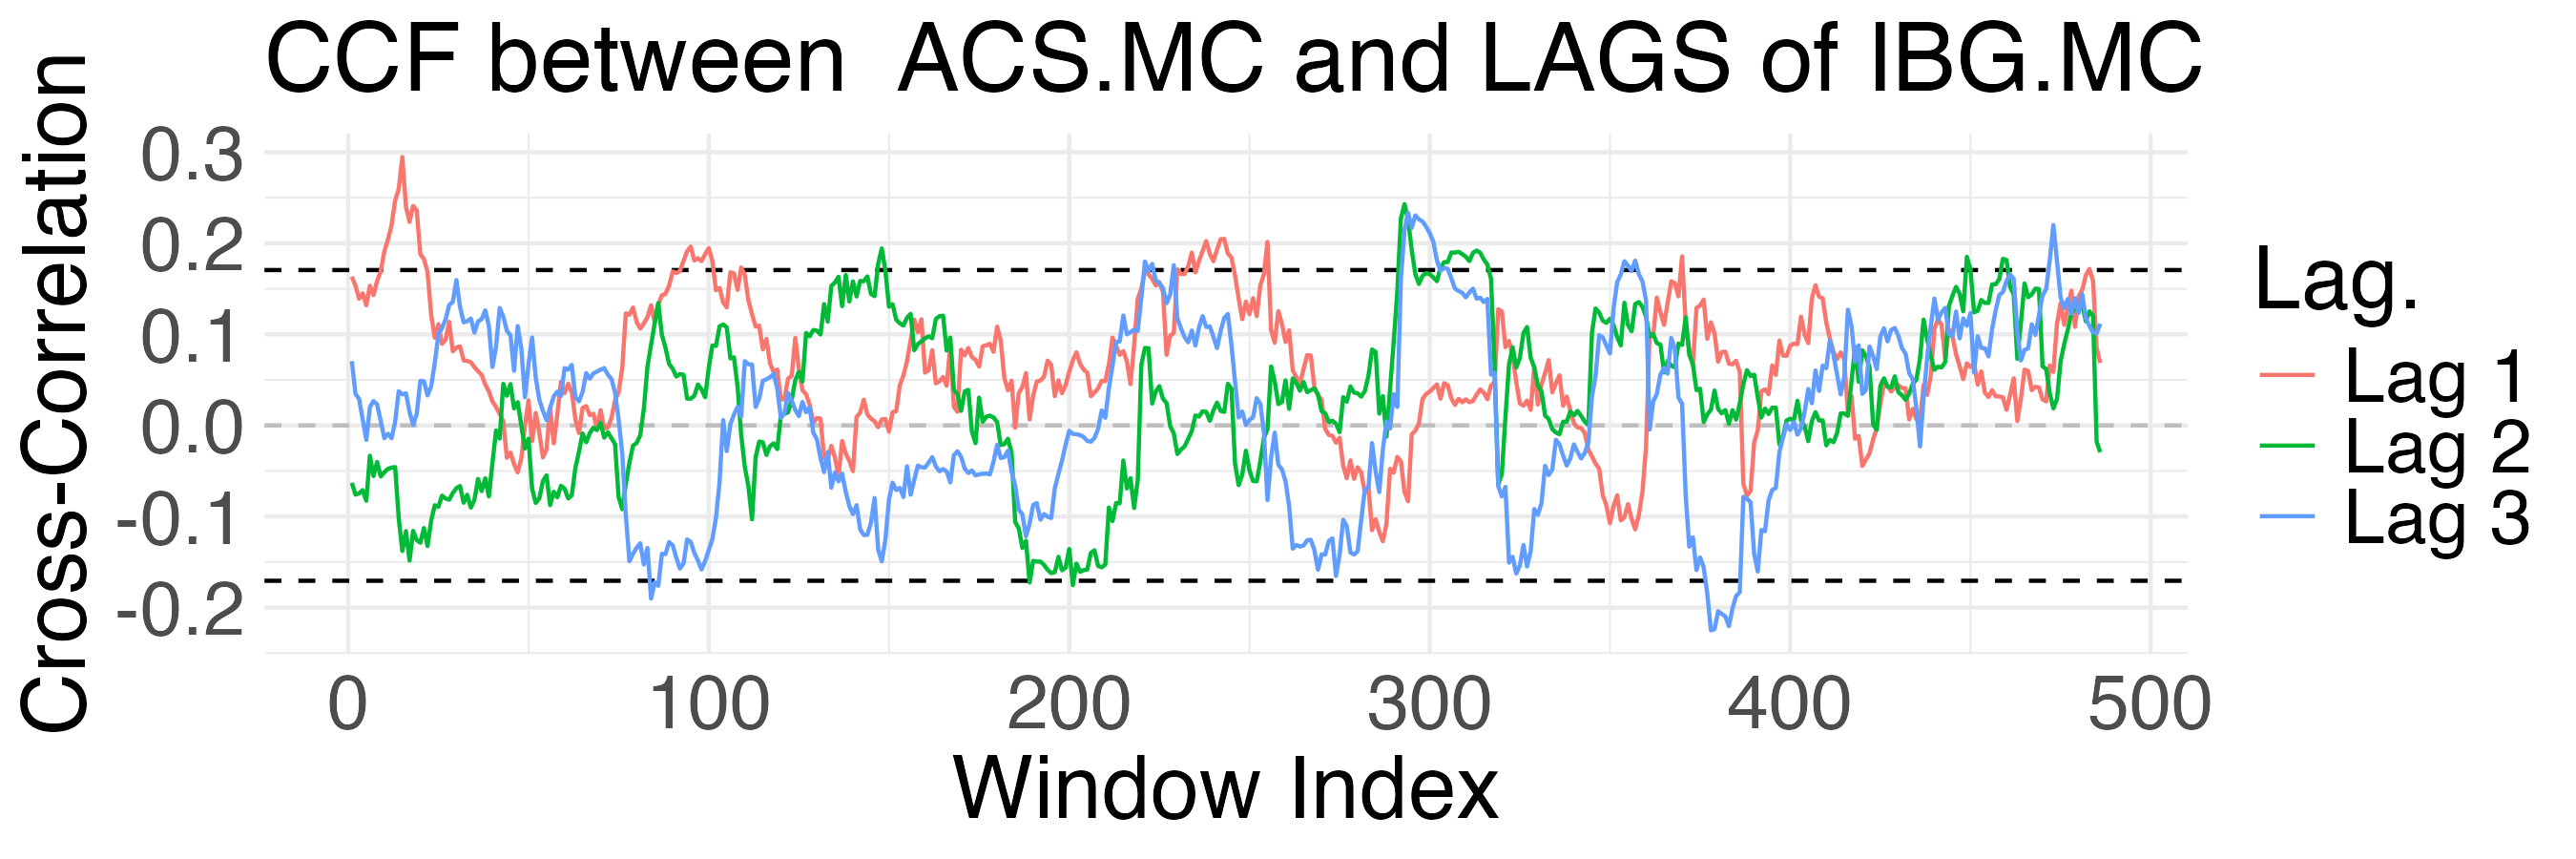 CCF between  ACS.MC and LAGS of IBG.MC
Cross-Correlation
0.3
0.2
0.1
0.0
-0.1
-0.2
0 100 200 300 400 500
Window Index
Lag.
Lag 1
Lag 2
Lag 3